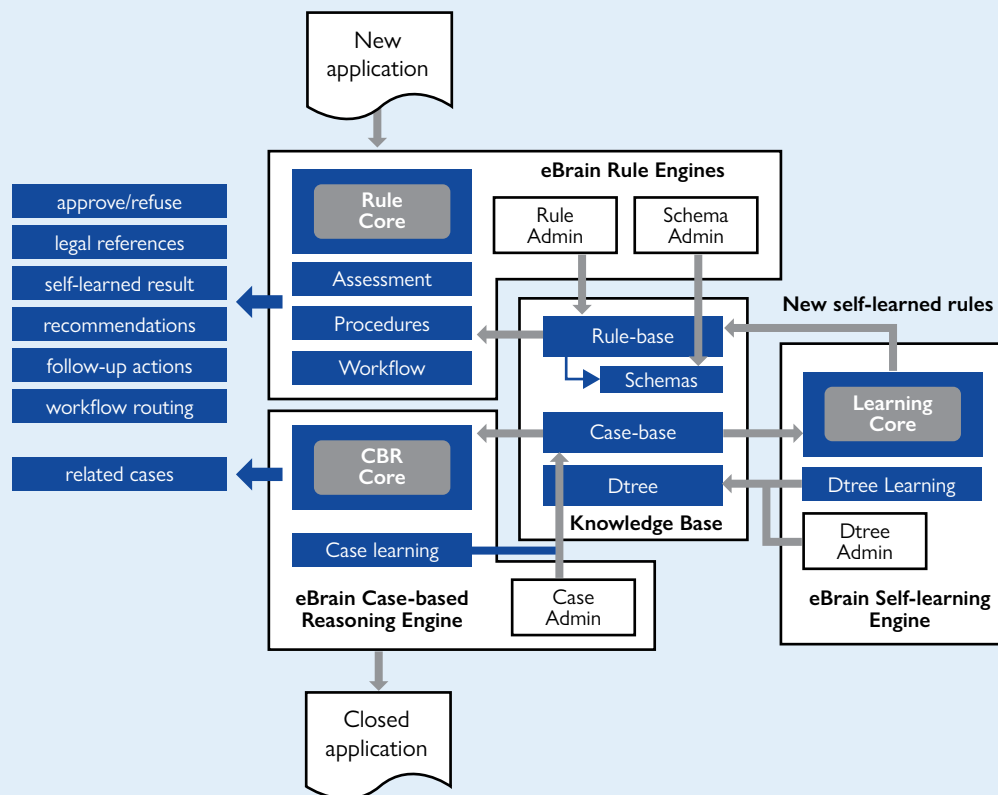 New
application
eBrain Rule Engines
Rule
Core
Rule
Admin
Schema
Admin
Assessment
Procedures
Workflow
approve/refuse
legal references
self-learned result
recommendations
follow-up actions
workflow routing
related cases
Rule-base
Schemas
Case-base
Dtree
Knowledge Base
New self-learned rules
Learning
Core
Dtree Learning
Dtree
Admin
eBrain Self-learning
Engine
CBR
Core
Case learning
eBrain Case-based
Reasoning Engine
Case
Admin
Closed
application